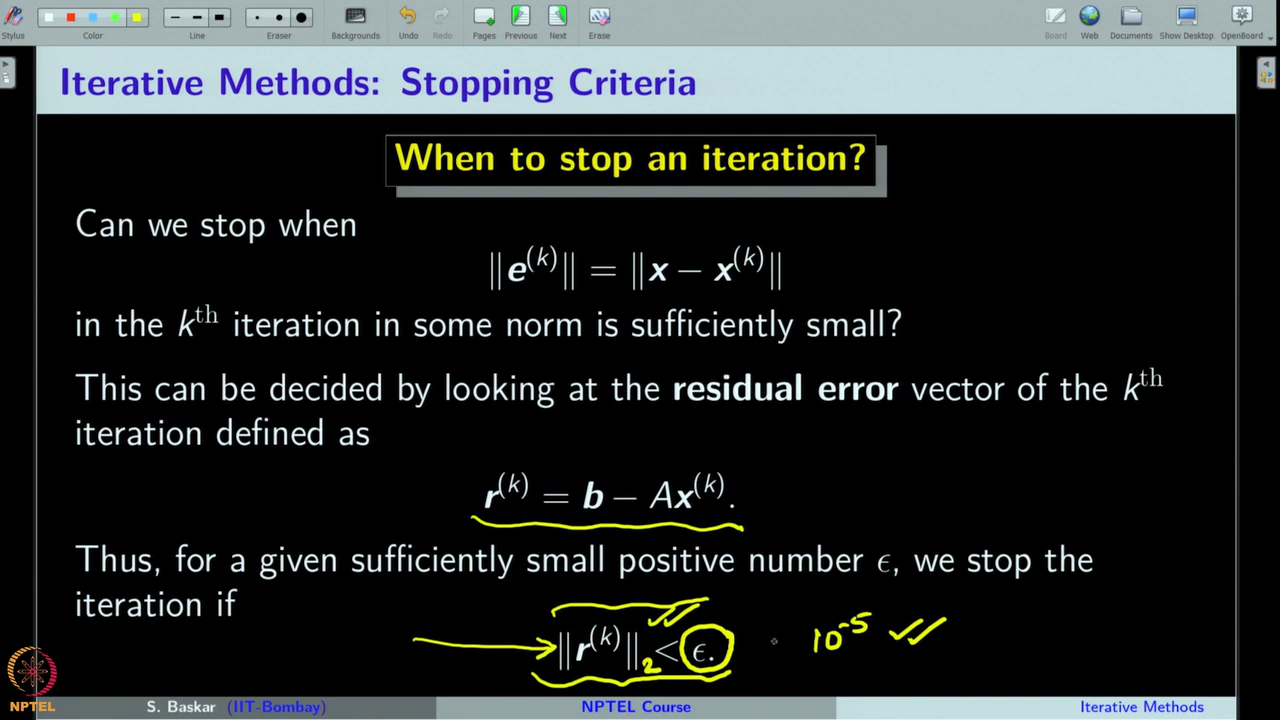 Stylus Color Line Eraser Backgrounds Undo Redo Pages Previous Next Erase Board Web Documents Show Desktop OpenBoard
Iterative Methods: Stopping Criteria
When to stop an iteration?
Can we stop when
‖e^(k)‖ = ‖x − x^(k)‖
in the k^th iteration in some norm is sufficiently small?
This can be decided by looking at the residual error vector of the k^th
iteration defined as
r^(k) = b − Ax^(k).
Thus, for a given sufficiently small positive number ϵ, we stop the
iteration if
‖r^(k)‖₂ < ϵ. 10^-5
NPTEL
S. Baskar (IIT-Bombay) NPTEL Course Iterative Methods